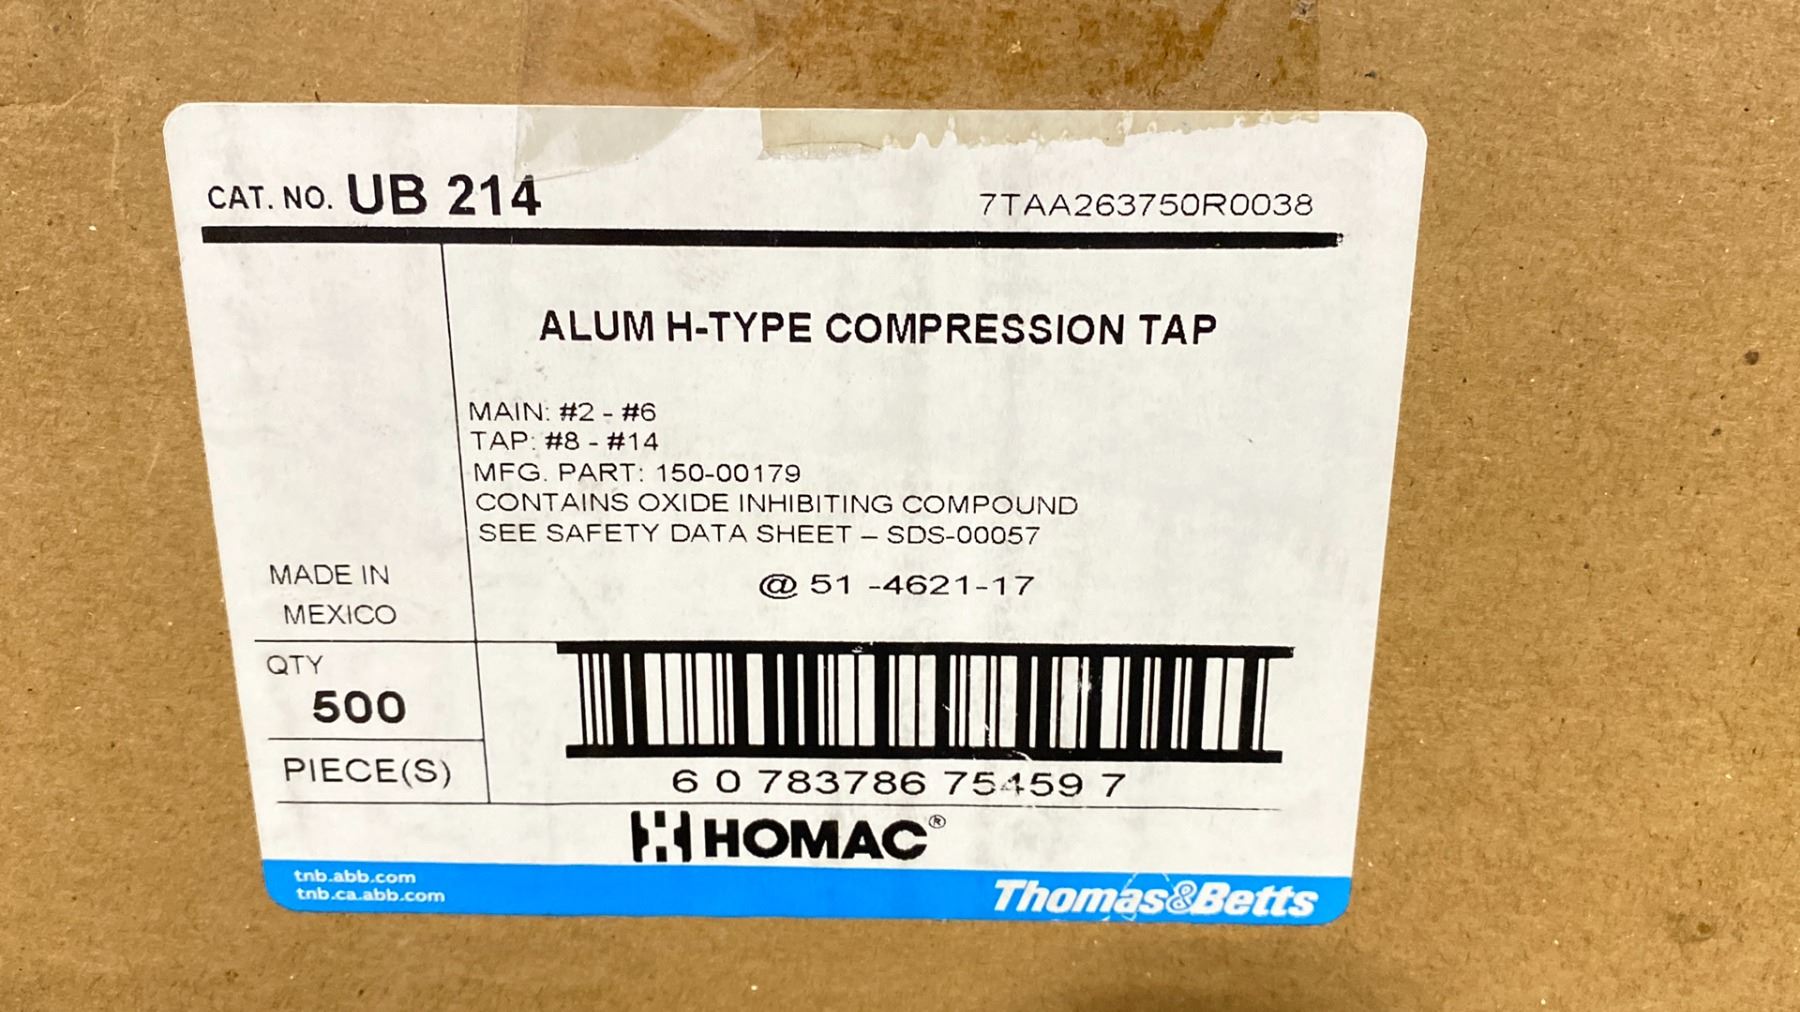 CAT. NO. UB 214
7TAA263750R0038
ALUM H-TYPE COMPRESSION TAP
MAIN: #2 - #6
TAP: #8 - #14
MFG. PART: 150-00179
CONTAINS OXIDE INHIBITING COMPOUND
SEE SAFETY DATA SHEET – SDS-00057
@ 51 -4621-17
MADE IN
MEXICO
QTY
500
PIECE(S)
6 0 783786 75459 7
HOMAC®
tnb.abb.com
tnb.ca.abb.com
Thomas&Betts